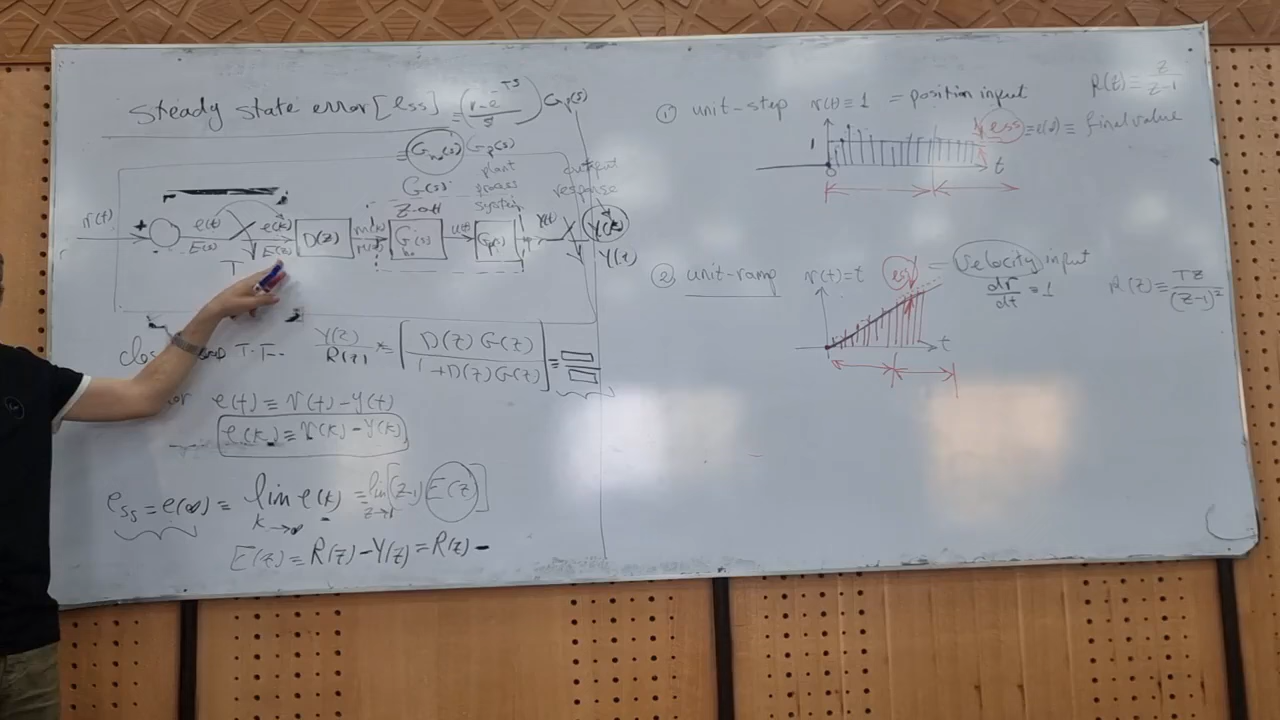 Steady state error [ess] = (1-e^-TS / s) Gp(s)
≡ Gho(s) Gp(s)
plant
process
system
G(s)
Z-oH
output
response
r(t)
+
e(t)
E(s)
T
e(k)
E(z)
D(z)
u(t)
Y(t)
Y(z)
T.F. Y(z)/R(z) = [D(z) G(z) / 1+D(z) G(z)] =
e(t) = r(t) - y(t)
e(k) = r(k) - y(k)
ess = e(∞) = lim k→∞ e(k) = lim z→1 [(z-1) E(z)]
E(z) = R(z) - Y(z) = R(z) -
① unit-step r(t) = 1 = position input R(z) = z/z-1
1
0
t
ess = e(∞) = final value
② unit-ramp r(t) = t
ess
= Velocity input
dr/dt = 1
R(z) = Tz/(z-1)²
t